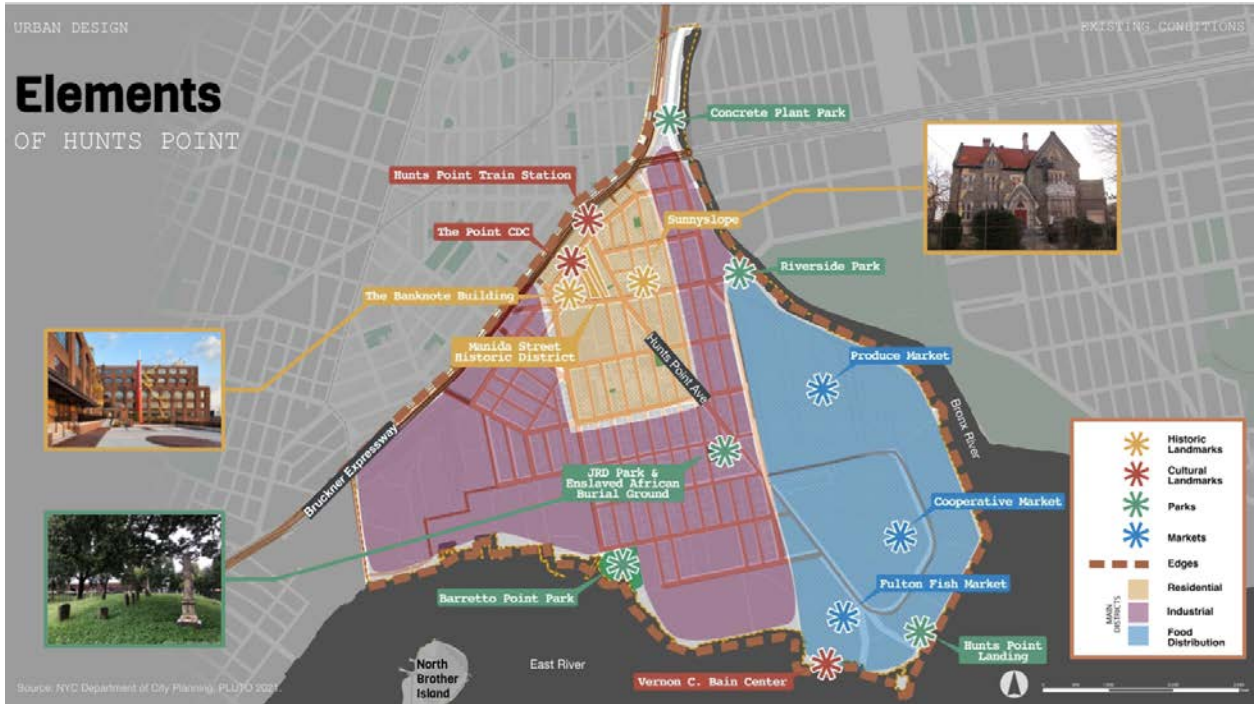 URBAN DESIGN
EXISTING CONDITIONS
Elements
OF HUNTS POINT
Concrete Plant Park
Hunts Point Train Station
Sunnyslope
The Point CDC
Riverside Park
The Banknote Building
Manida Street
Historic District
Hunts Point Ave
Produce Market
Bronx River
Bruckner Expressway
JRD Park &
Enslaved African
Burial Ground
Cooperative Market
Fulton Fish Market
Barretto Point Park
Hunts Point
Landing
East River
North
Brother
Island
Vernon C. Bain Center
Historic
Landmarks
Cultural
Landmarks
Parks
Markets
Edges
MAIN
DISTRICTS
Residential
Industrial
Food
Distribution
Source: NYC Department of City Planning, PLUTO 2021.